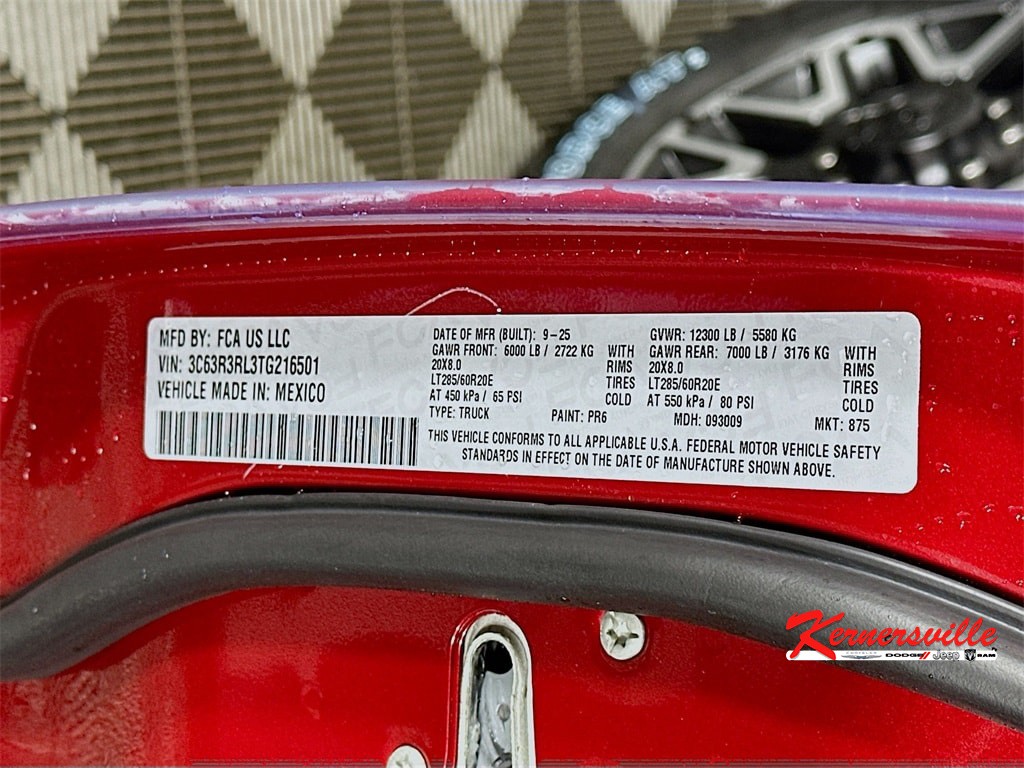 MFD BY: FCA US LLC
VIN: 3C63R3RL3TG216501
VEHICLE MADE IN: MEXICO
DATE OF MFR (BUILT): 9-25
GAWR FRONT: 6000 LB / 2722 KG WITH
20X8.0 RIMS
LT285/60R20E TIRES
AT 450 kPa / 65 PSI COLD
TYPE: TRUCK PAINT: PR6
GVWR: 12300 LB / 5580 KG
GAWR REAR: 7000 LB / 3176 KG WITH
20X8.0 RIMS
LT285/60R20E TIRES
AT 550 kPa / 80 PSI COLD
MDH: 093009 MKT: 875
THIS VEHICLE CONFORMS TO ALL APPLICABLE U.S.A. FEDERAL MOTOR VEHICLE SAFETY
STANDARDS IN EFFECT ON THE DATE OF MANUFACTURE SHOWN ABOVE.
Kernersville
CHRYSLER DODGE Jeep RAM